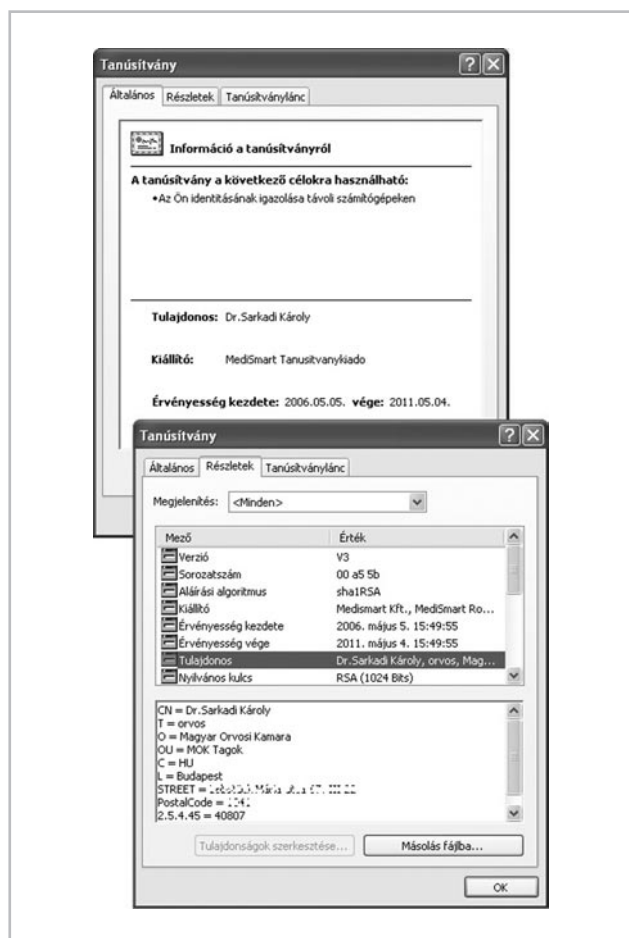 Tanúsítvány
Általános Részletek Tanúsítványlánc
Információ a tanúsítványról
A tanúsítvány a következő célokra használható:
•Az Ön identitásának igazolása távoli számítógépeken
Tulajdonos: Dr.Sarkadi Károly
Kiállító: MediSmart Tanusitvanykiado
Érvényesség kezdete: 2006.05.05. vége: 2011.05.04.
Tanúsítvány
Általános Részletek Tanúsítványlánc
Megjelenítés: <Minden>
Mező Érték
Verzió V3
Sorozatszám 00 a5 5b
Aláírási algoritmus sha1RSA
Kiállító Medismart Kft., MediSmart Ro...
Érvényesség kezdete 2006. május 5. 15:49:55
Érvényesség vége 2011. május 4. 15:49:55
Tulajdonos Dr.Sarkadi Károly, orvos, Mag...
Nyilvános kulcs RSA (1024 Bits)
CN = Dr.Sarkadi Károly
T = orvos
O = Magyar Orvosi Kamara
OU = MOK Tagok
C = HU
L = Budapest
STREET =
PostalCode =
2.5.4.45 = 40807
Tulajdonságok szerkesztése... Másolás fájlba...
OK